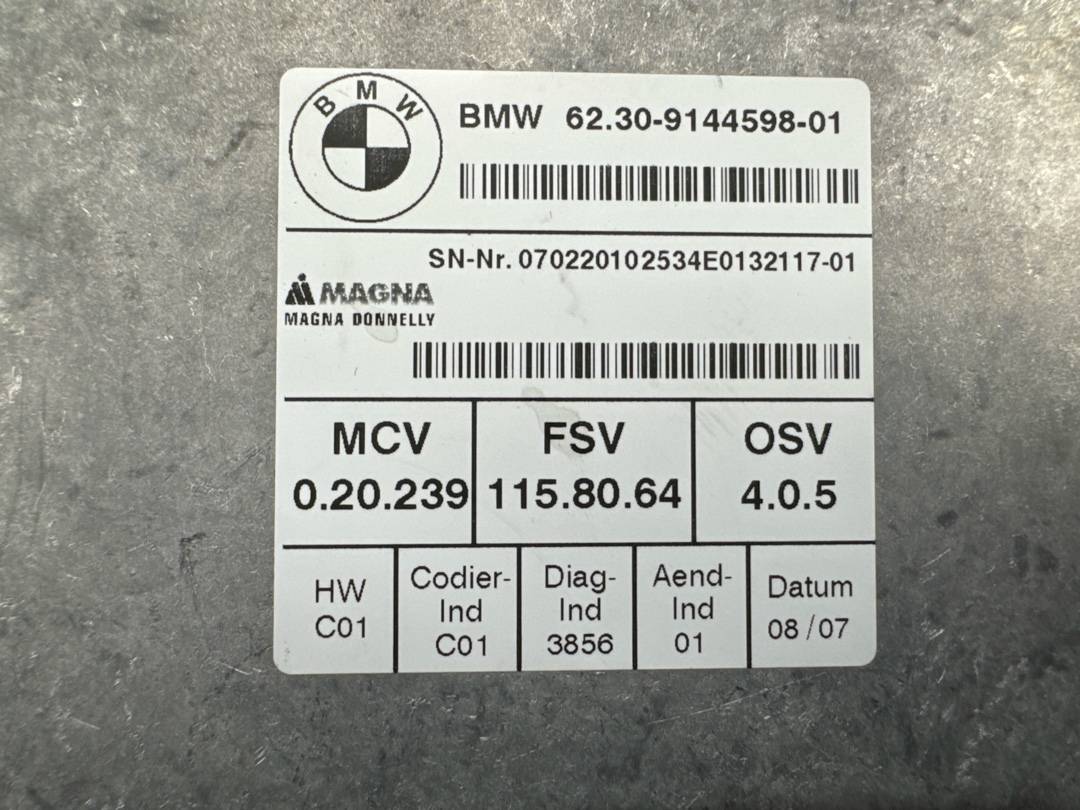 BMW
BMW 62.30-9144598-01
SN-Nr. 070220102534E0132117-01
MAGNA
MAGNA DONNELLY
MCV
0.20.239
FSV
115.80.64
OSV
4.0.5
HW
C01
Codier-
Ind
C01
Diag-
Ind
3856
Aend-
Ind
01
Datum
08/07